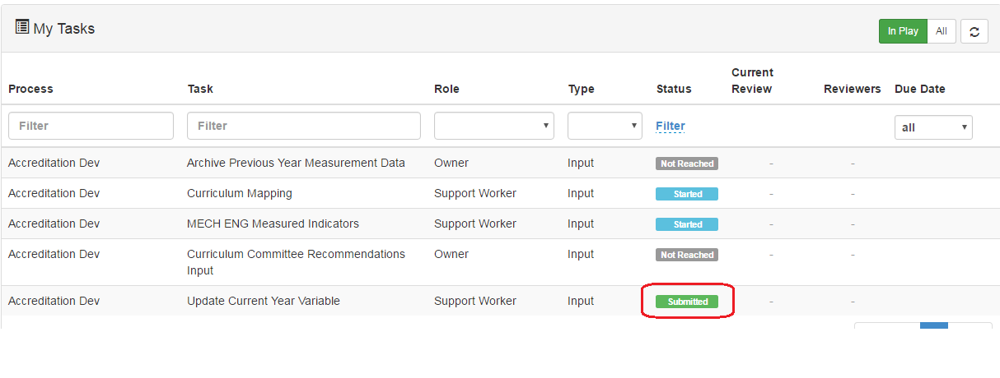 My Tasks
In Play All
Process Task Role Type Status Current Review Reviewers Due Date
Filter Filter Filter all
Accreditation Dev Archive Previous Year Measurement Data Owner Input Not Reached - -
Accreditation Dev Curriculum Mapping Support Worker Input Started - -
Accreditation Dev MECH ENG Measured Indicators Support Worker Input Started - -
Accreditation Dev Curriculum Committee Recommendations Owner Input Not Reached - -
Input
Accreditation Dev Update Current Year Variable Support Worker Input Submitted - -